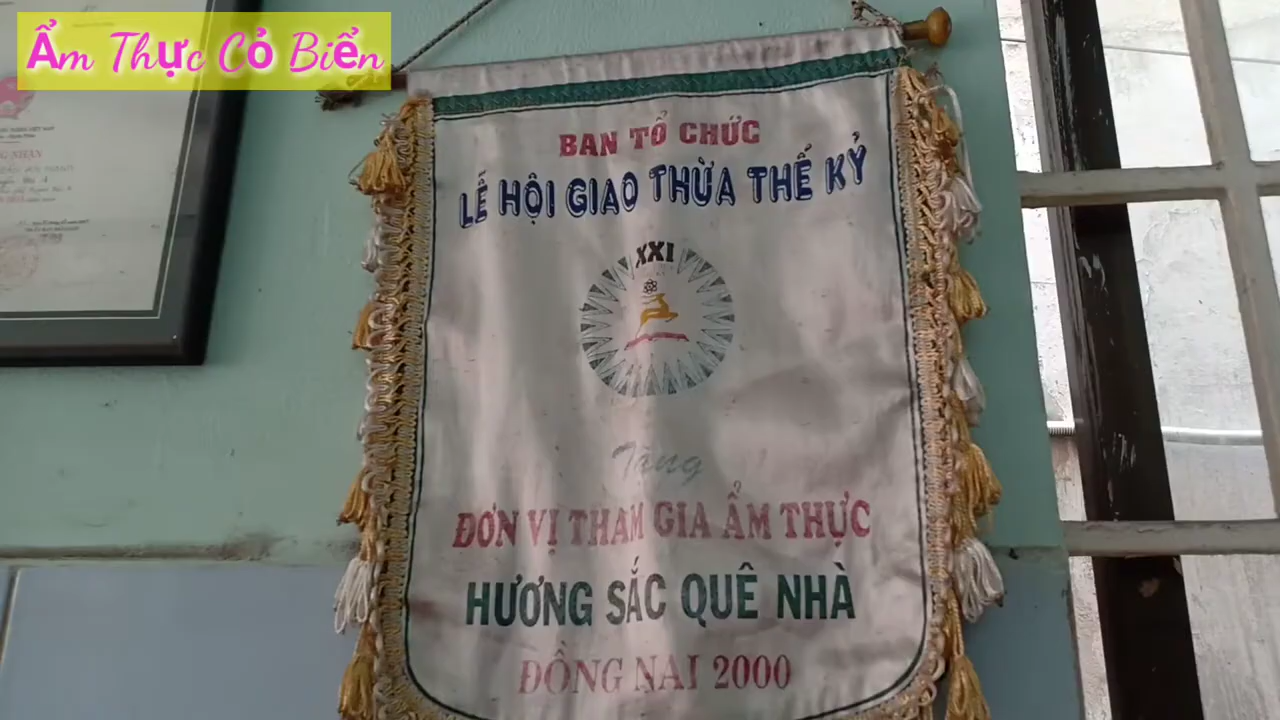 Ẩm Thực Cỏ Biển
BAN TỔ CHỨC
LỄ HỘI GIAO THỪA THẾ KỶ
XXI
Tặng
ĐƠN VỊ THAM GIA ẨM THỰC
HƯƠNG SẮC QUÊ NHÀ
ĐỒNG NAI 2000